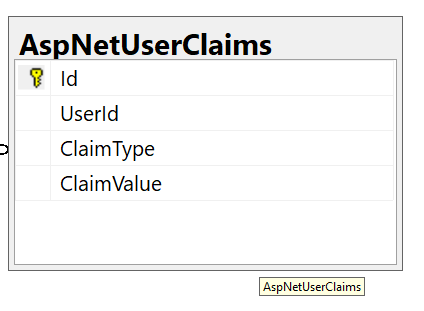 AspNetUserClaims
Id
UserId
ClaimType
ClaimValue
AspNetUserClaims